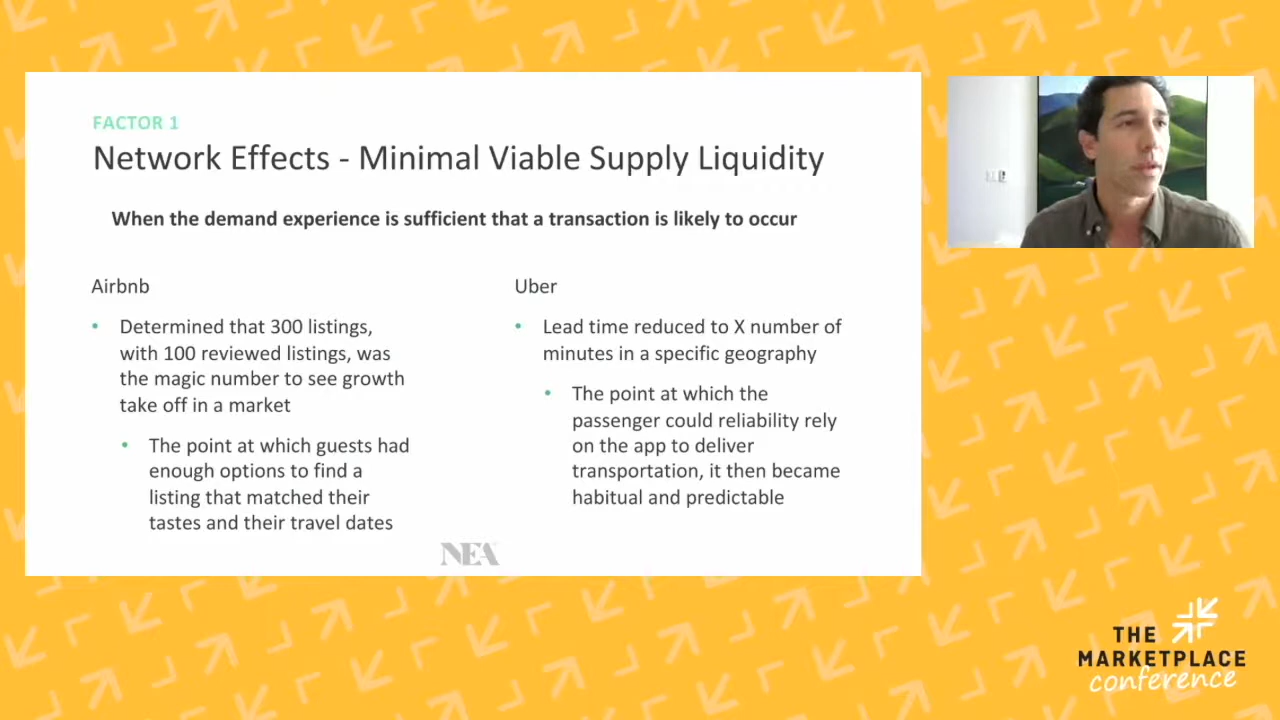 FACTOR 1
Network Effects - Minimal Viable Supply Liquidity
When the demand experience is sufficient that a transaction is likely to occur
Airbnb
• Determined that 300 listings,
with 100 reviewed listings, was
the magic number to see growth
take off in a market
• The point at which guests had
enough options to find a
listing that matched their
tastes and their travel dates
Uber
• Lead time reduced to X number of
minutes in a specific geography
• The point at which the
passenger could reliability rely
on the app to deliver
transportation, it then became
habitual and predictable
NEA
THE
MARKETPLACE
conference